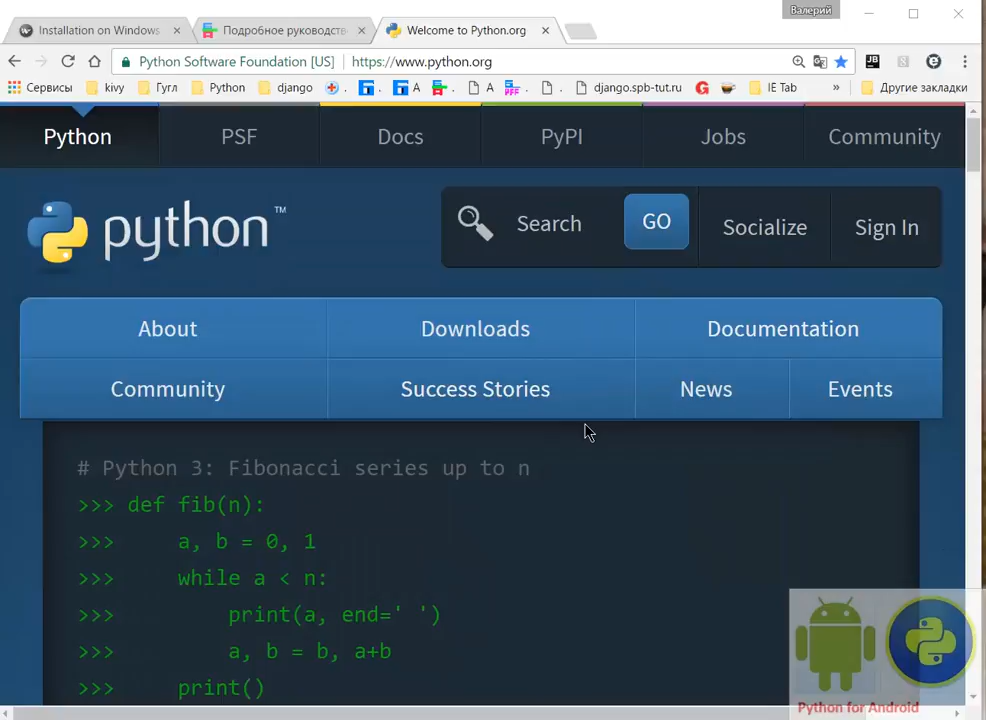 Валерий
Installation on Windows
Подробное руководств
Welcome to Python.org
Python Software Foundation [US] https://www.python.org
JB
S
Сервисы kivy Гугл Python django . A . A . django.spb-tut.ru G IE Tab » Другие закладки
Python PSF Docs PyPI Jobs Community
python ™
Search GO Socialize Sign In
About Downloads Documentation
Community Success Stories News Events
# Python 3: Fibonacci series up to n
>>> def fib(n):
>>> a, b = 0, 1
>>> while a < n:
>>> print(a, end=' ')
>>> a, b = b, a+b
>>> print()
Python for Android